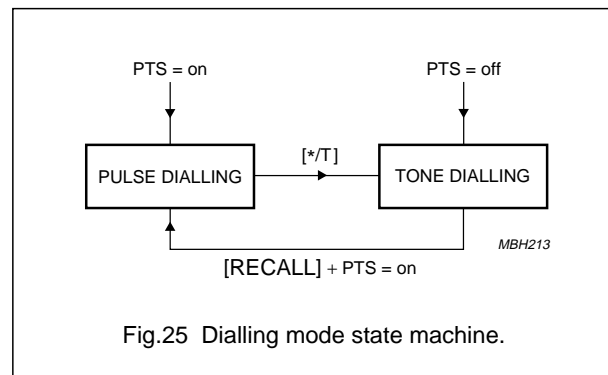 PTS = on
PTS = off
PULSE DIALLING
[*/T]
TONE DIALLING
MBH213
[RECALL] + PTS = on
Fig.25 Dialling mode state machine.